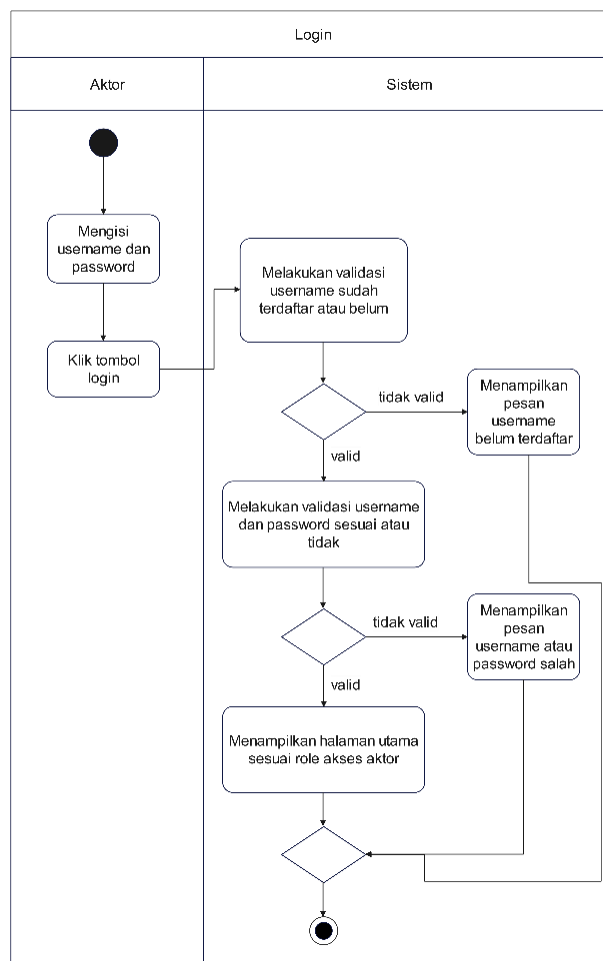 Login
Aktor
Sistem
Mengisi
username dan
password
Klik tombol
login
Melakukan validasi
username sudah
terdaftar atau belum
tidak valid
Menampilkan
pesan
username
belum terdaftar
valid
Melakukan validasi username
dan password sesuai atau
tidak
tidak valid
Menampilkan
pesan
username atau
password salah
valid
Menampilkan halaman utama
sesuai role akses aktor